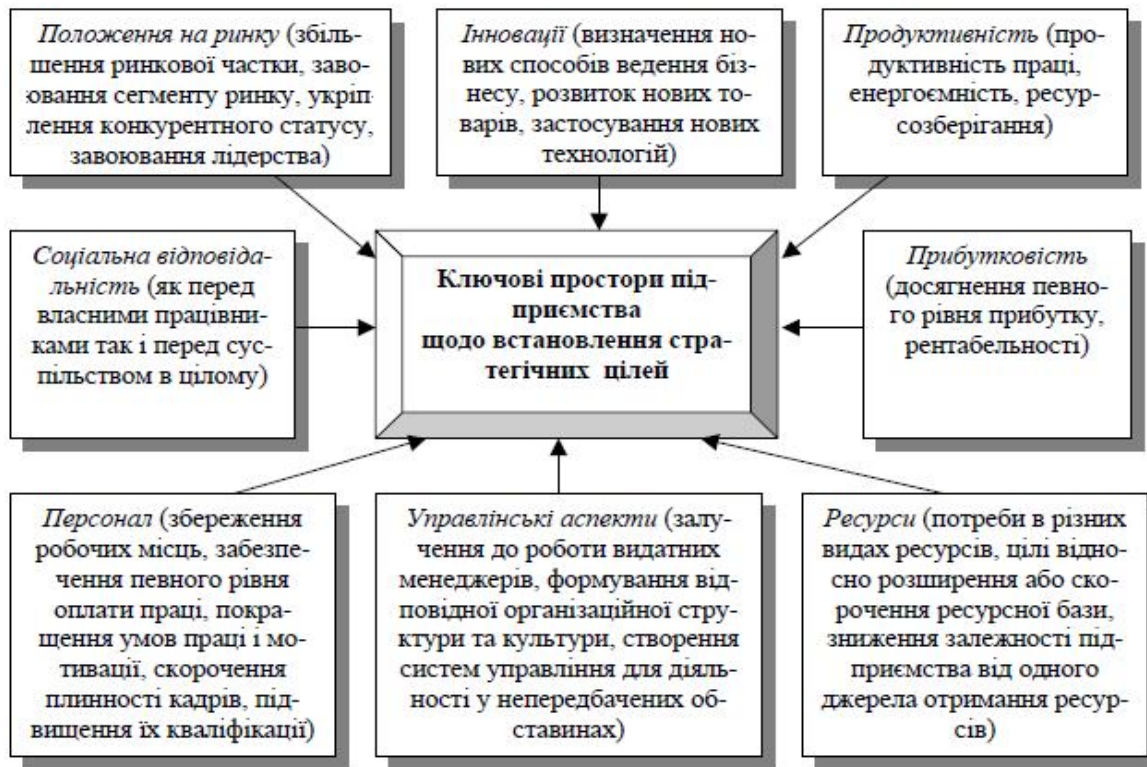 Положення на ринку (збіль-
шення ринкової частки, заво-
ювання сегменту ринку, укріп
лення конкурентного статусу,
завоювання лідерства)
Інновації (визначення но-
вих способів ведення біз-
несу, розвиток нових то-
варів, застосування нових
технологій)
Продуктивність (про-
дуктивність праці,
енергоємність, ресур-
созберігання)
Соціальна відповіда-
льність (як перед
власними працівни-
ками так і перед сус-
пільством в цілому)
Ключові простори під-
приємства
щодо встановлення стра-
тегічних цілей
Прибутковість
(досягнення певно-
го рівня прибутку,
рентабельності)
Персонал (збереження
робочих місць, забезпе-
чення певного рівня
оплати праці, покра-
щення умов праці і мо-
тивації, скорочення
плинності кадрів, під-
вищення їх кваліфікації)
Управлінські аспекти (залу-
чення до роботи видатних
менеджерів, формування від-
повідної організаційної стру-
ктури та культури, створення
систем управління для діяль-
ності у непередбачених об-
ставинах)
Ресурси (потреби в різних
видах ресурсів, цілі відно-
сно розширення або ско-
рочення ресурсної бази,
зниження залежності під-
приємства від одного
джерела отримання ресур-
сів)